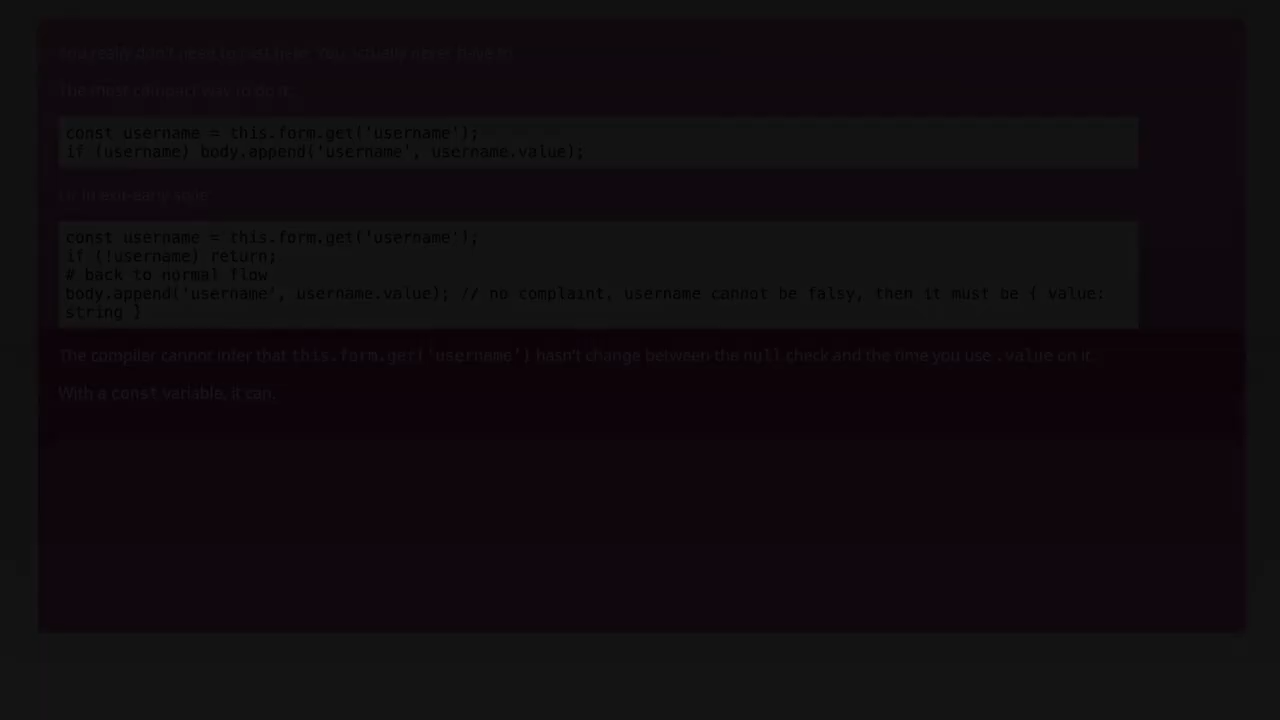 You really don't need to cast here. You actually never have to.
The most compact way to do it:
const username = this.form.get('username');
if (username) body.append('username', username.value);
Or in exit-early style:
const username = this.form.get('username');
if (!username) return;
# back to normal flow
body.append('username', username.value); // no complaint, username cannot be falsy, then it must be { value:
string }
The compiler cannot infer that this.form.get('username') hasn't change between the null check and the time you use .value on it.
With a const variable, it can.